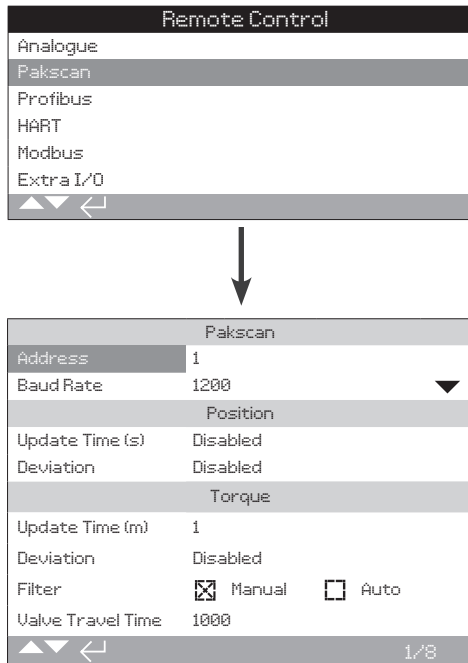 Remote Control
Analogue
Pakscan
Profibus
HART
Modbus
Extra I/O
Pakscan
Address 1
Baud Rate 1200
Position
Update Time (s) Disabled
Deviation Disabled
Torque
Update Time (m) 1
Deviation Disabled
Filter Manual Auto
Valve Travel Time 1000
1/8